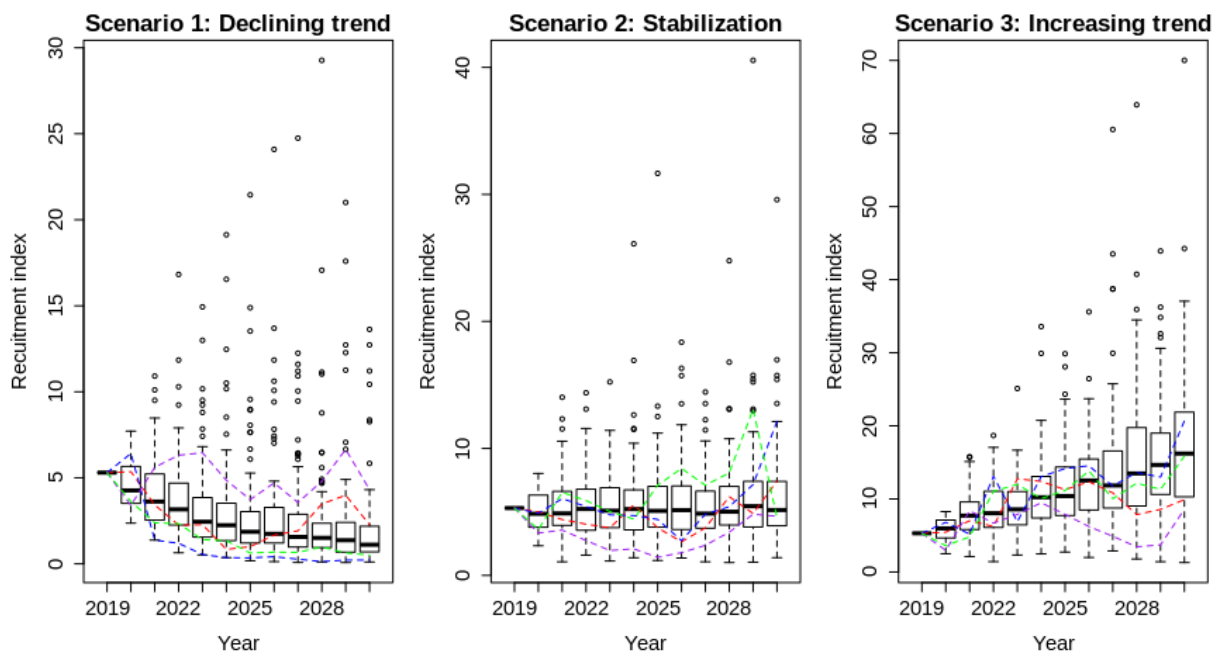 Scenario 1: Declining trend
Recuitment index
30
25
20
15
10
5
0
2019 2022 2025 2028
Year
Scenario 2: Stabilization
Recuitment index
40
30
20
10
0
2019 2022 2025 2028
Year
Scenario 3: Increasing trend
Recuitment index
70
60
50
40
30
20
10
0
2019 2022 2025 2028
Year